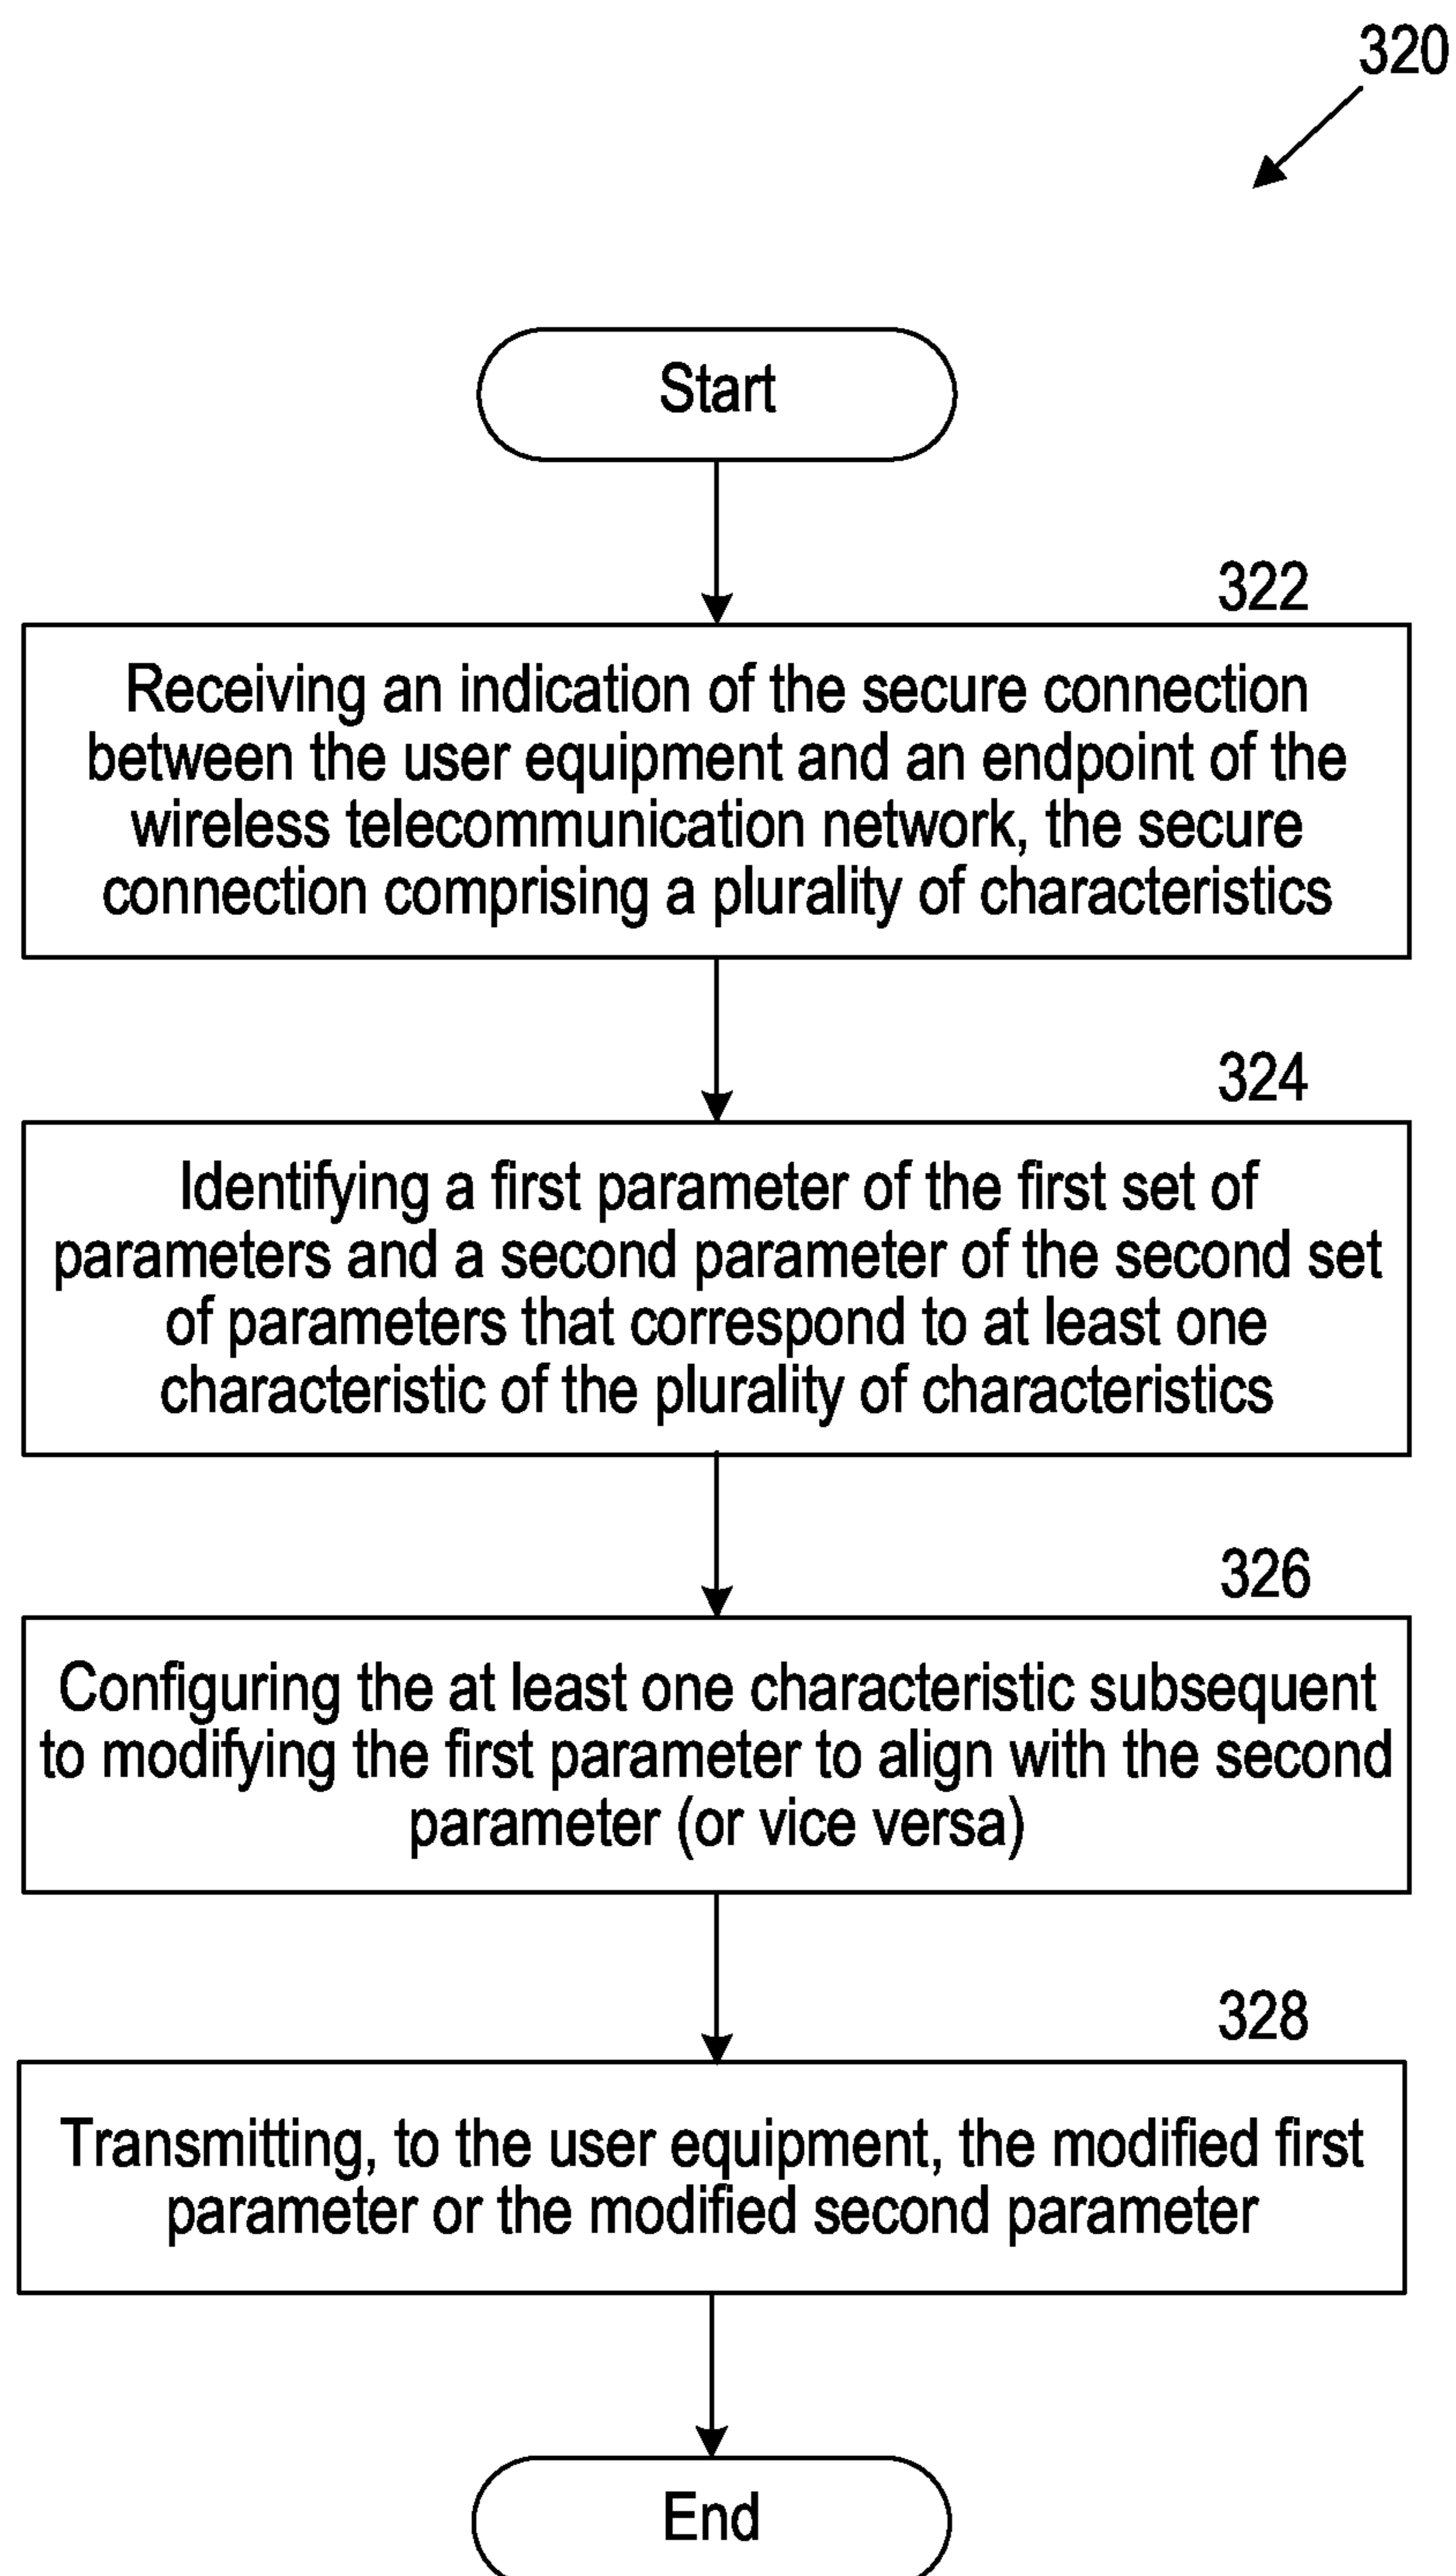 320
Start
322
Receiving an indication of the secure connection
between the user equipment and an endpoint of the
wireless telecommunication network, the secure
connection comprising a plurality of characteristics
324
Identifying a first parameter of the first set of
parameters and a second parameter of the second set
of parameters that correspond to at least one
characteristic of the plurality of characteristics
326
Configuring the at least one characteristic subsequent
to modifying the first parameter to align with the second
parameter (or vice versa)
328
Transmitting, to the user equipment, the modified first
parameter or the modified second parameter
End